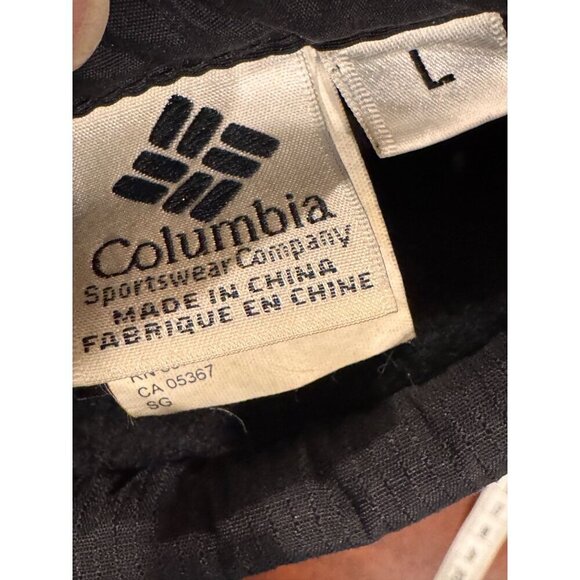 L
Columbia
Sportswear Company
MADE IN CHINA
FABRIQUE EN CHINE
CA 05367
SG